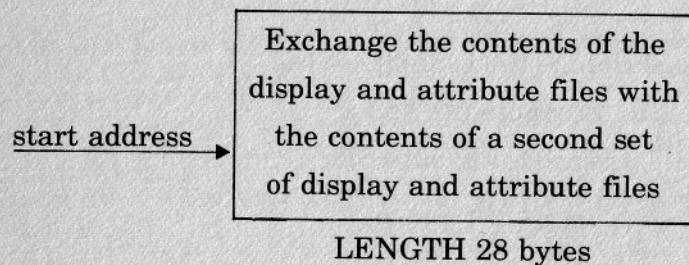 Exchange the contents of the
display and attribute files with
start address
the contents of a second set
of display and attribute files
LENGTH 28 bytes